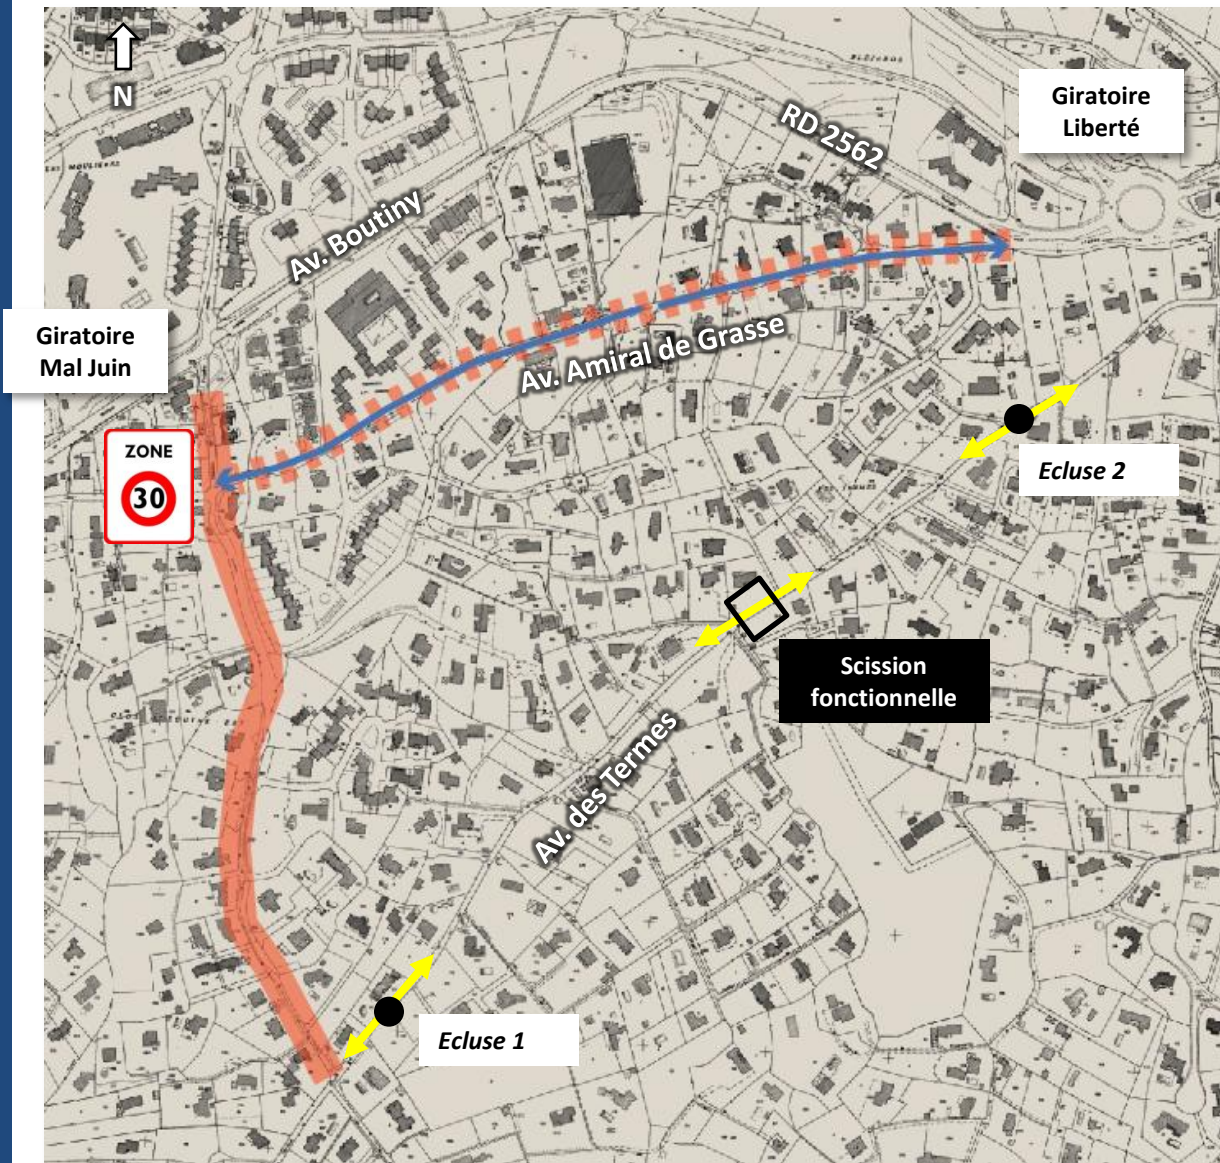 N
Giratoire
Liberté
RD 2562
Av. Boutiny
Giratoire
Mal Juin
Av. Amiral de Grasse
ZONE
30
Ecluse 2
Scission
fonctionnelle
Av. des Termes
Ecluse 1